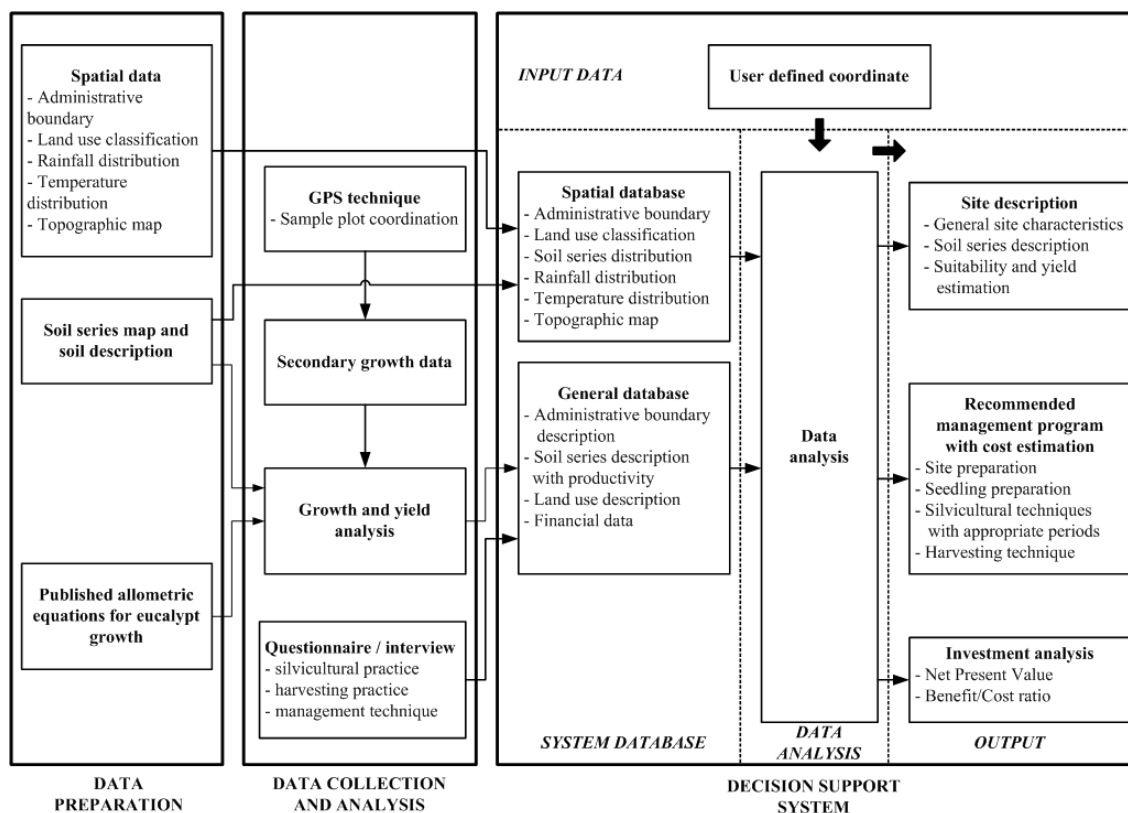 Spatial data
- Administrative
boundary
- Land use classification
- Rainfall distribution
- Temperature
distribution
- Topographic map
Soil series map and
soil description
Published allometric
equations for eucalypt
growth
DATA
PREPARATION
GPS technique
- Sample plot coordination
Secondary growth data
Growth and yield
analysis
Questionnaire / interview
- silvicultural practice
- harvesting practice
- management technique
DATA COLLECTION
AND ANALYSIS
INPUT DATA
User defined coordinate
Spatial database
- Administrative boundary
- Land use classification
- Soil series distribution
- Rainfall distribution
- Temperature distribution
- Topographic map
General database
- Administrative boundary
description
- Soil series description
with productivity
- Land use description
- Financial data
SYSTEM DATABASE
Data
analysis
DATA
ANALYSIS
Site description
- General site characteristics
- Soil series description
- Suitability and yield
estimation
Recommended
management program
with cost estimation
- Site preparation
- Seedling preparation
- Silvicultural techniques
with appropriate periods
- Harvesting technique
Investment analysis
- Net Present Value
- Benefit/Cost ratio
OUTPUT
DECISION SUPPORT
SYSTEM